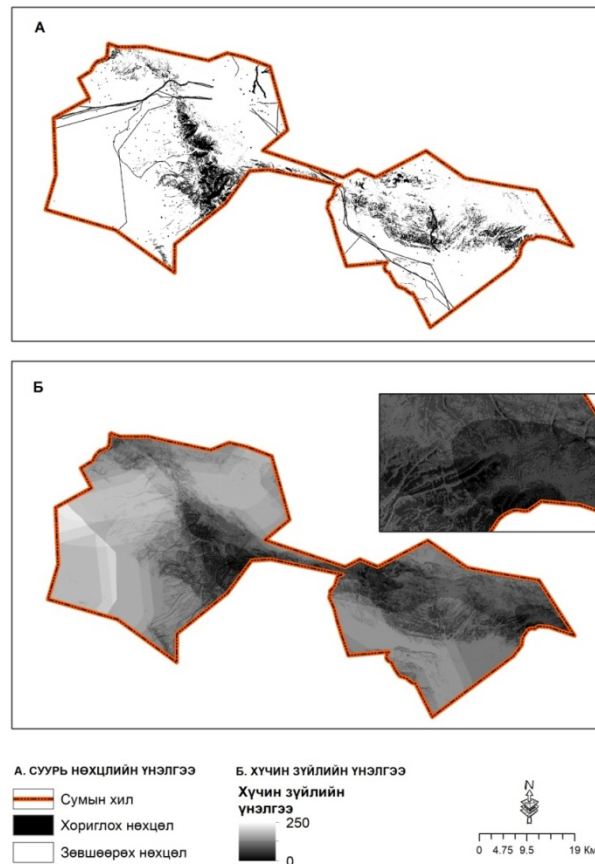 А
Б
А. СУУРЬ НӨХЦЛИЙН ҮНЭЛГЭЭ
Сумын хил
Хориглох нөхцөл
Зөвшөөрөх нөхцөл
Б. ХҮЧИН ЗҮЙЛИЙН ҮНЭЛГЭЭ
Хүчин зүйлийн
үнэлгээ
250
0
N
0 4.75 9.5 19 Км